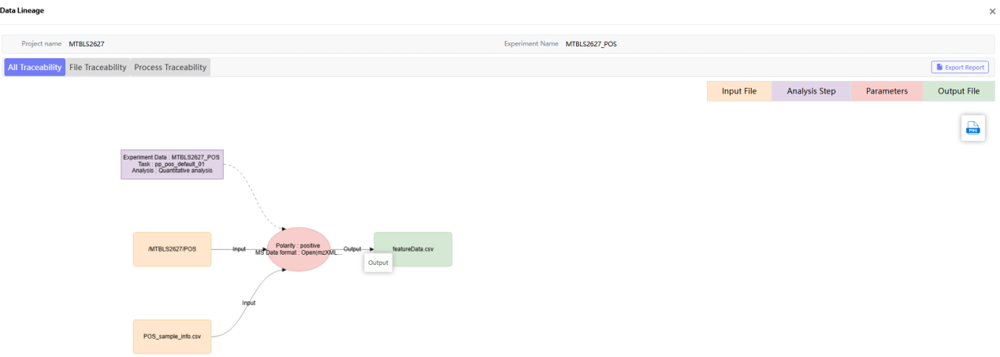 Data Lineage
Project name MTBLS2627 Experiment Name MTBLS2627_POS
All Traceability File Traceability Process Traceability Export Report
Input File Analysis Step Parameters Output File
PNG
Experiment Data : MTBLS2627_POS
Task : pp_pos_default_01
Analysis : Quantitative analysis
/MTBLS2627/POS Input Polarity : positive Output featureData.csv
MS Data format : Open(mzXML...
Output
Input
POS_sample_info.csv